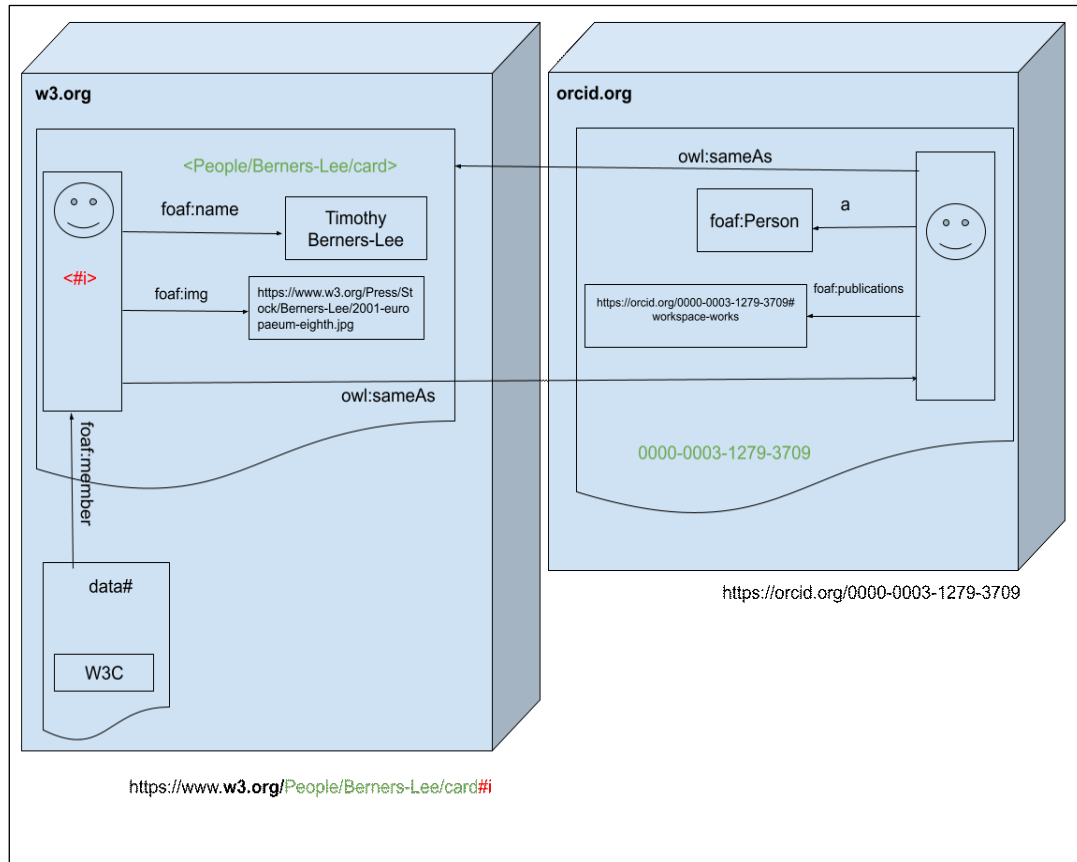 w3.org
<People/Berners-Lee/card>
foaf:name
Timothy
Berners-Lee
<#i>
foaf:img
https://www.w3.org/Press/St
ock/Berners-Lee/2001-euro
paeum-eighth.jpg
owl:sameAs
foaf:member
data#
W3C
https://www.w3.org/People/Berners-Lee/card#i
orcid.org
owl:sameAs
a
foaf:Person
foaf:publications
https://orcid.org/0000-0003-1279-3709#
workspace-works
0000-0003-1279-3709
https://orcid.org/0000-0003-1279-3709